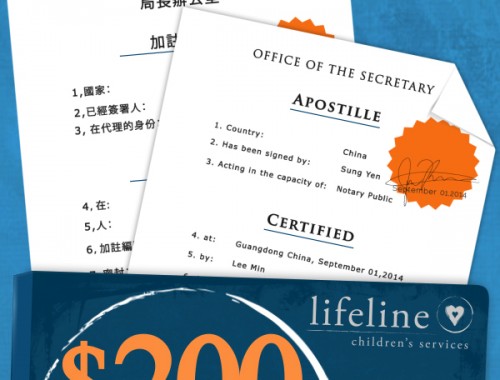 局長辦公室
加註
1,國家:
2,已經簽署人:
3, 在代理的身份:
4, 在:
5,人:
6, 加註編
OFFICE OF THE SECRETARY
APOSTILLE
1. Country: China
2. Has been signed by: Sung Yen
3. Acting in the capacity of: Notary Public
September 01,2014
CERTIFIED
4. at: Guangdong China, September 01,2014
5. by: Lee Min
lifeline
children's services
$200